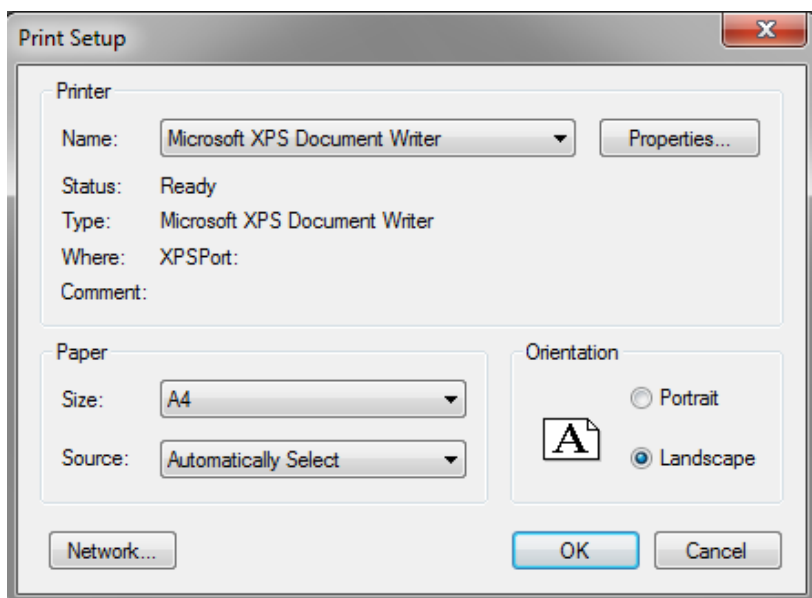 Print Setup
Printer
Name: Microsoft XPS Document Writer Properties...
Status: Ready
Type: Microsoft XPS Document Writer
Where: XPSPort:
Comment:
Paper
Size: A4
Source: Automatically Select
Orientation
A
Portrait
Landscape
Network... OK Cancel